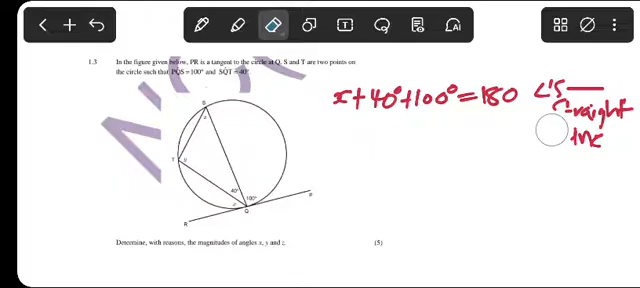 1.3 In the figure given below, PR is a tangent to the circle at Q. S and T are two points
on the circle such that PQ̂S = 100° and SQ̂T = 40°
x+40°+100°=180 ∠'s
straight
line
S
z
T
y
40°
100°
x
P
Q
R
Determine, with reasons, the magnitudes of angles x, y and z.
(5)